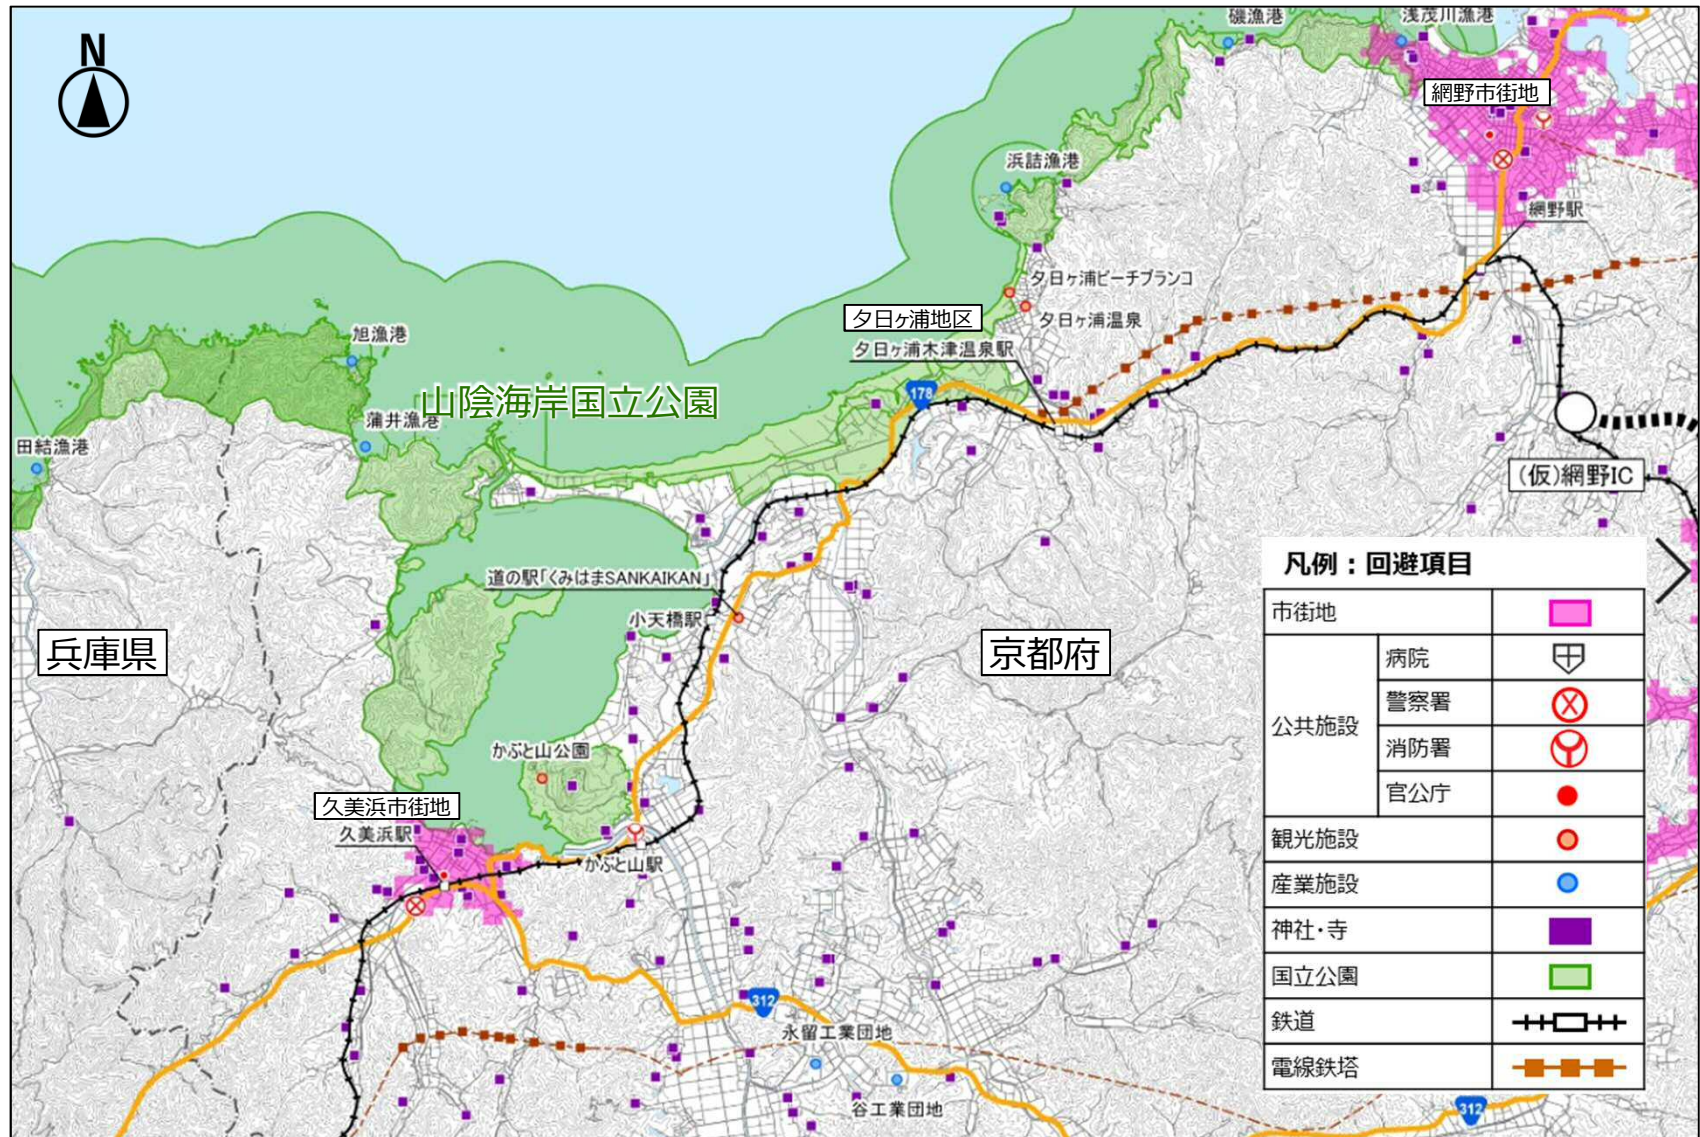 N
磯漁港
浅茂川漁港
網野市街地
浜詰漁港
網野駅
夕日ヶ浦ビーチブランコ
夕日ヶ浦地区
夕日ヶ浦温泉
夕日ヶ浦木津温泉駅
旭漁港
178
山陰海岸国立公園
蒲井漁港
田結漁港
(仮)網野IC
道の駅「くみはまSANKAIKAN」
小天橋駅
兵庫県
京都府
かぶと山公園
久美浜市街地
久美浜駅
かぶと山駅
312
永留工業団地
谷工業団地
312
凡例：回避項目
市街地
公共施設
病院
警察署
消防署
官公庁
観光施設
産業施設
神社・寺
国立公園
鉄道
電線鉄塔